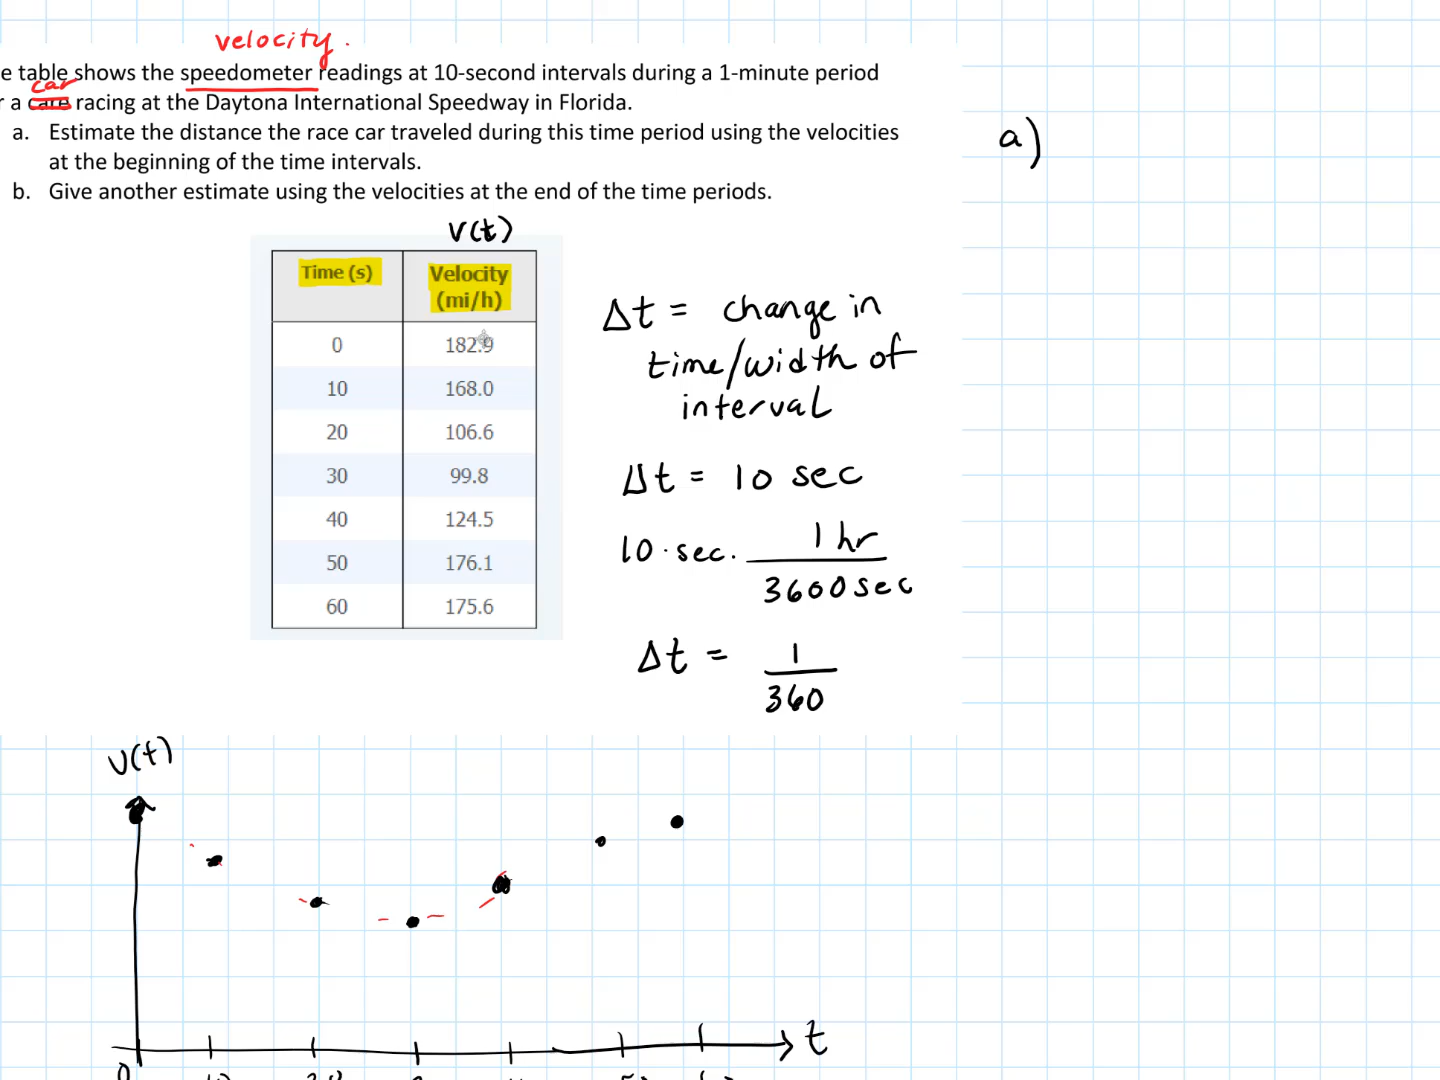 velocity.
e table shows the speedometer readings at 10-second intervals during a 1-minute period
car
r a care racing at the Daytona International Speedway in Florida.
a. Estimate the distance the race car traveled during this time period using the velocities
at the beginning of the time intervals.
b. Give another estimate using the velocities at the end of the time periods.
a)
v(t)
Time (s) Velocity
(mi/h)
0 182.9
10 168.0
20 106.6
30 99.8
40 124.5
50 176.1
60 175.6
Δt = change in
time/width of
interval
Δt = 10 sec
10 · sec. 1 hr
3600 sec
Δt = 1
360
v(t)
t
0